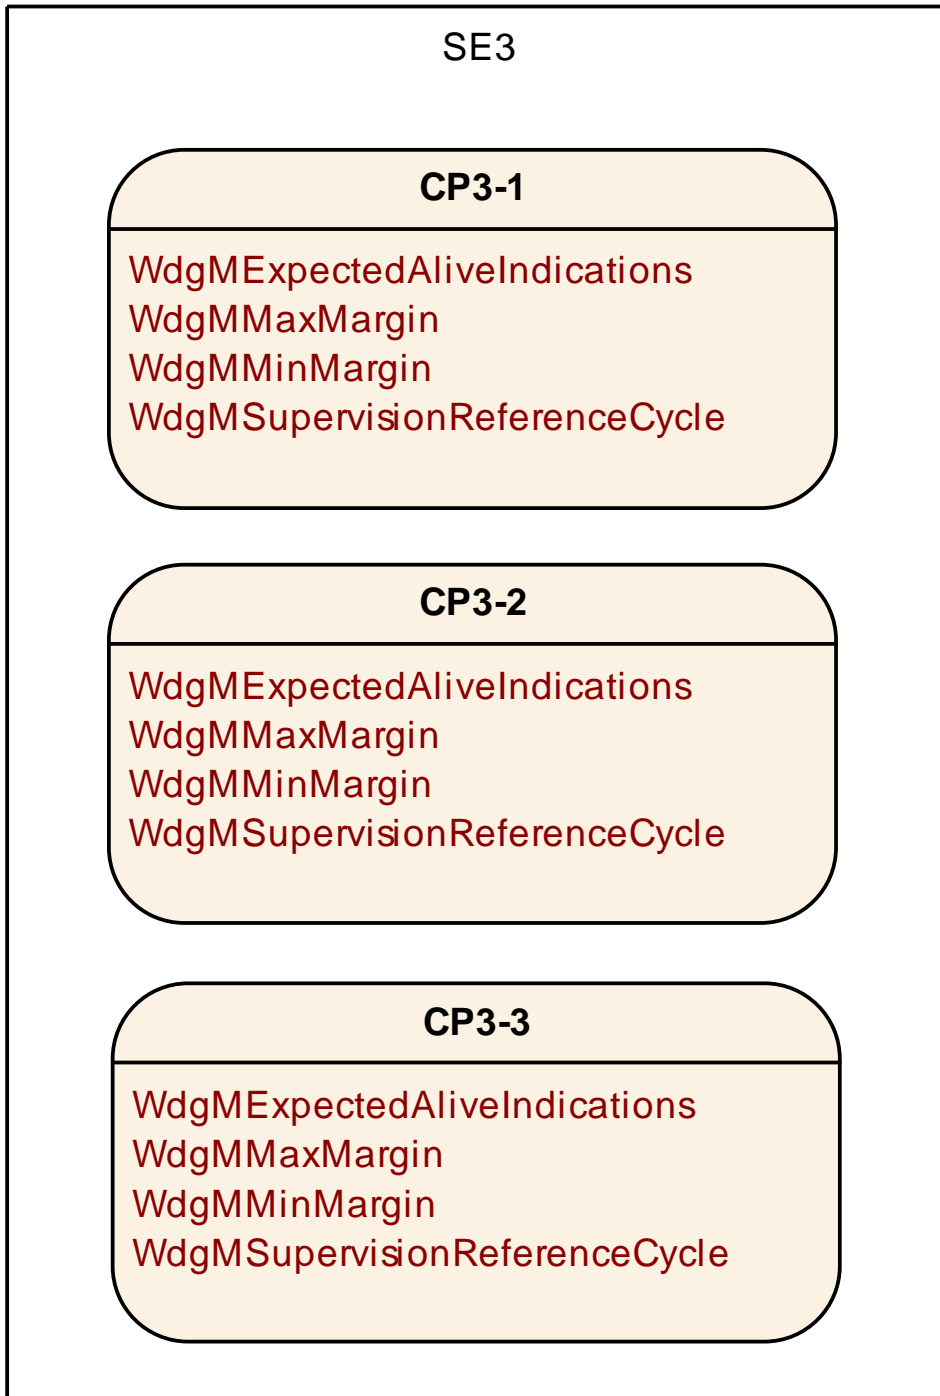 SE3
CP3-1
WdgMExpectedAliveIndications
WdgMMaxMargin
WdgMMinMargin
WdgMSupervisionReferenceCycle
CP3-2
WdgMExpectedAliveIndications
WdgMMaxMargin
WdgMMinMargin
WdgMSupervisionReferenceCycle
CP3-3
WdgMExpectedAliveIndications
WdgMMaxMargin
WdgMMinMargin
WdgMSupervisionReferenceCycle